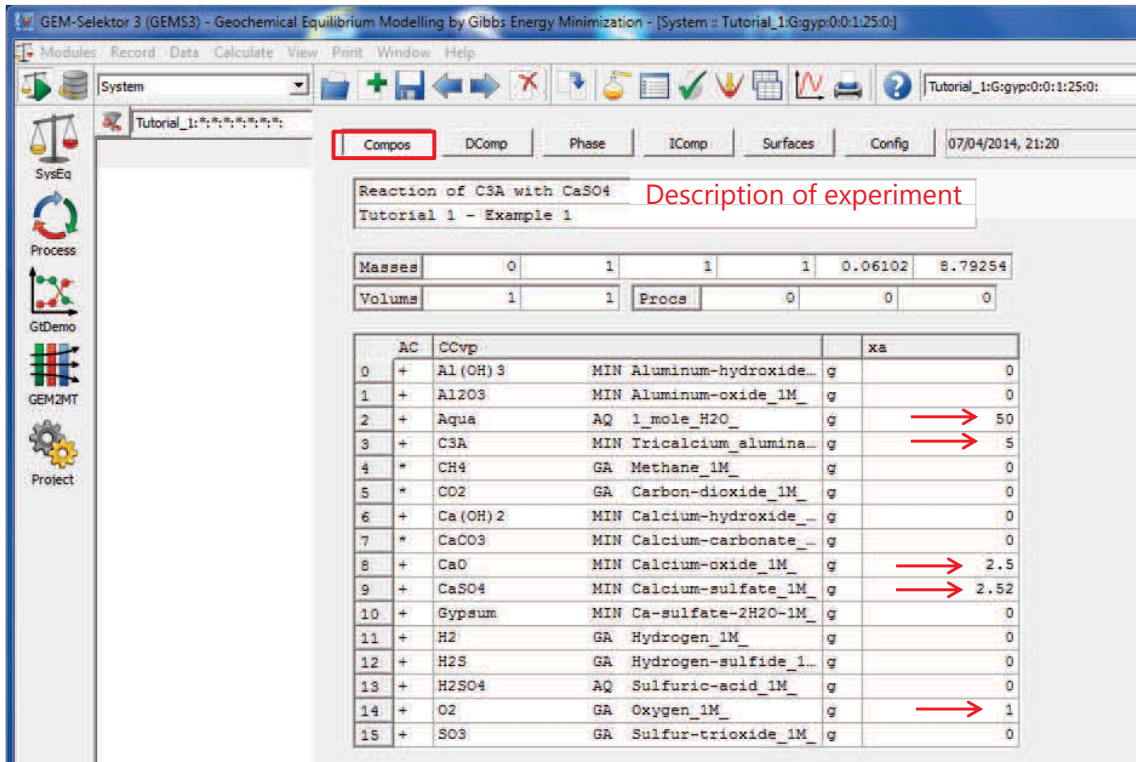 GEM-Selektor 3 (GEMS3) - Geochemical Equilibrium Modelling by Gibbs Energy Minimization - [System :: Tutorial_1:G:gyp:0:0:1:25:0:]
Modules Record Data Calculate View Print Window Help
System Tutorial_1:G:gyp:0:0:1:25:0:
Tutorial_1:*:*:*:*:*:*:*:
Compos DComp Phase IComp Surfaces Config 07/04/2014, 21:20
SysEq
Reaction of C3A with CaSO4 Description of experiment
Tutorial 1 - Example 1
Process
Masses 0 1 1 1 0.06102 8.79254
Volums 1 1 Procs 0 0 0
GtDemo
AC CCvp xa
0 + Al(OH)3 MIN Aluminum-hydroxide… g 0
1 + Al2O3 MIN Aluminum-oxide_1M_ g 0
2 + Aqua AQ 1_mole_H2O_ g 50
3 + C3A MIN Tricalcium_alumina… g 5
4 * CH4 GA Methane_1M_ g 0
5 * CO2 GA Carbon-dioxide_1M_ g 0
6 + Ca(OH)2 MIN Calcium-hydroxide_… g 0
7 * CaCO3 MIN Calcium-carbonate_… g 0
8 + CaO MIN Calcium-oxide_1M_ g 2.5
9 + CaSO4 MIN Calcium-sulfate_1M_ g 2.52
10 + Gypsum MIN Ca-sulfate-2H2O-1M_ g 0
11 + H2 GA Hydrogen_1M_ g 0
12 + H2S GA Hydrogen-sulfide_1… g 0
13 + H2SO4 AQ Sulfuric-acid_1M_ g 0
14 + O2 GA Oxygen_1M_ g 1
15 + SO3 GA Sulfur-trioxide_1M_ g 0
GEM2MT
Project